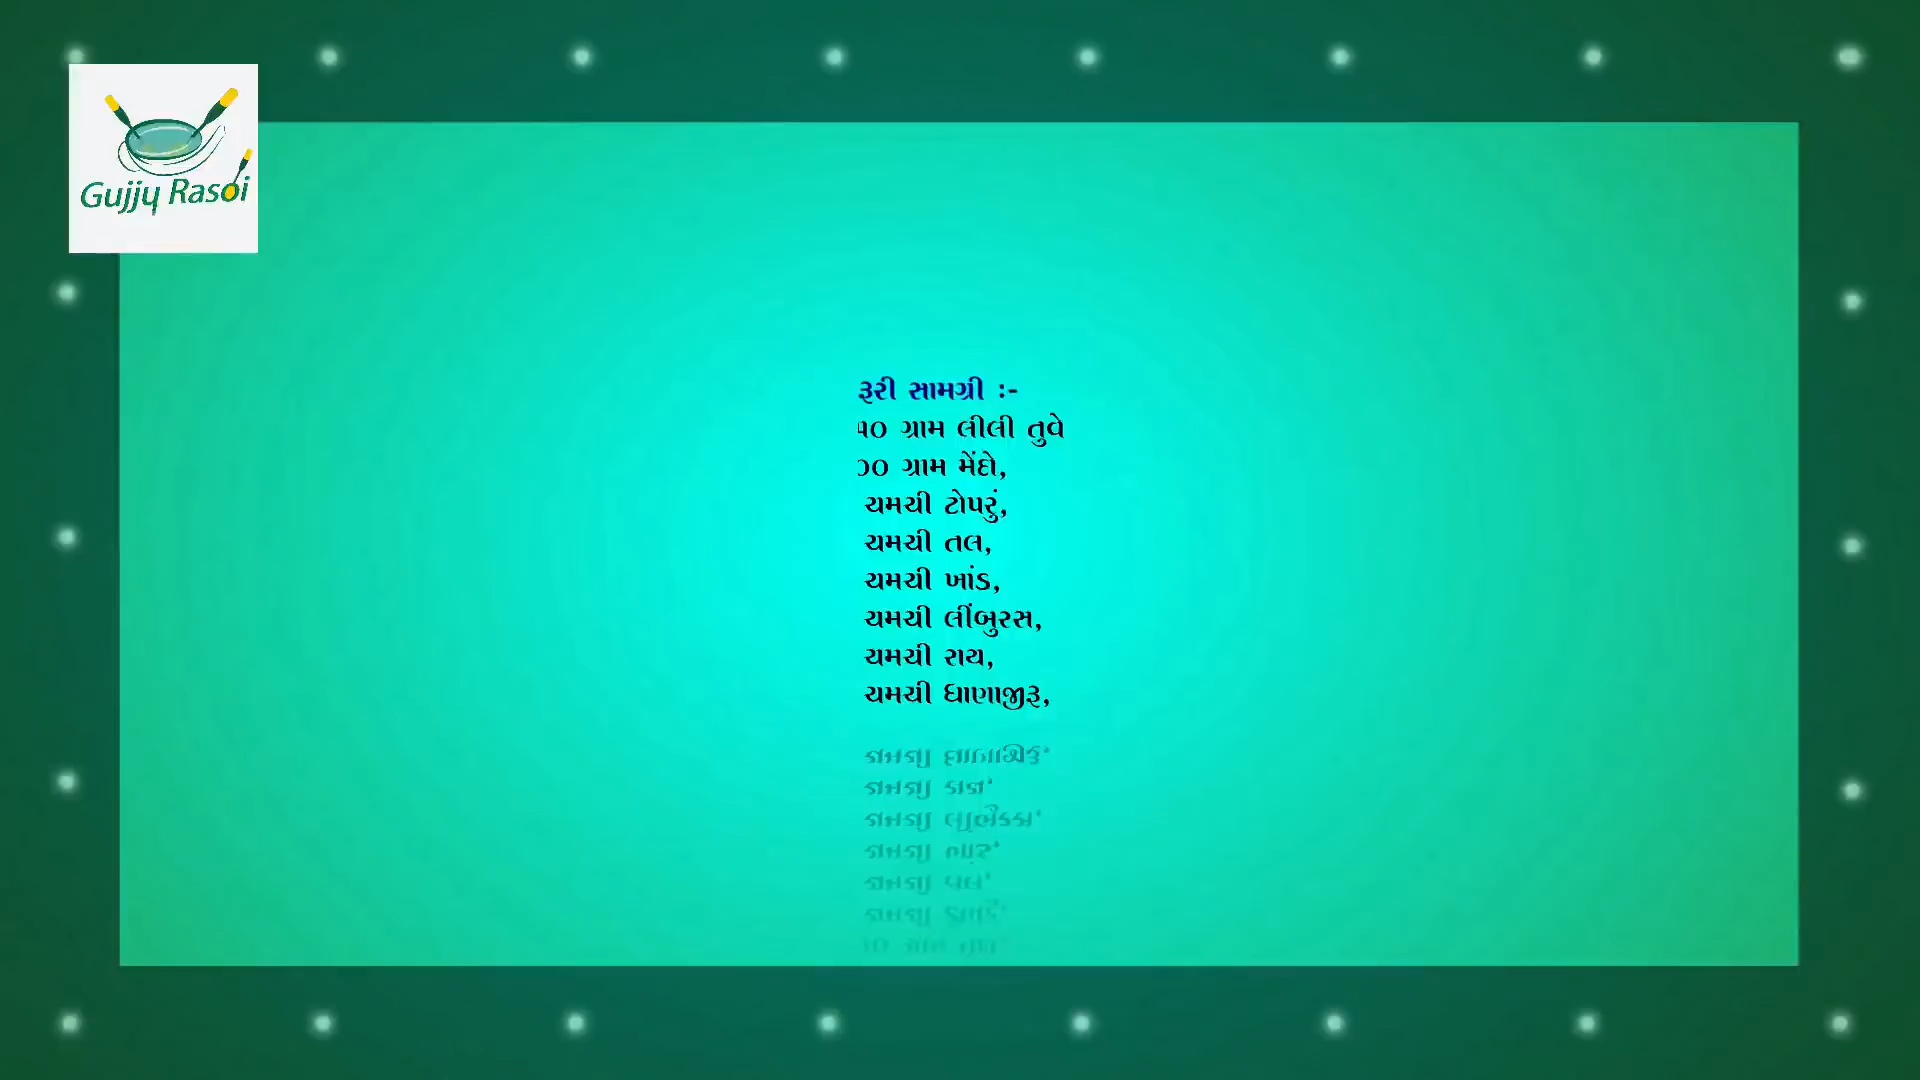 Gujjy Rasoi
રૂરી સામગ્રી :-
૫૦ ગ્રામ લીલી તુવે
૦૦ ગ્રામ મેંદો,
ચમચી ટોપરું,
ચમચી તલ,
ચમચી ખાંડ,
ચમચી લીંબુરસ,
ચમચી રાય,
ચમચી ધાણાજીરૂ,